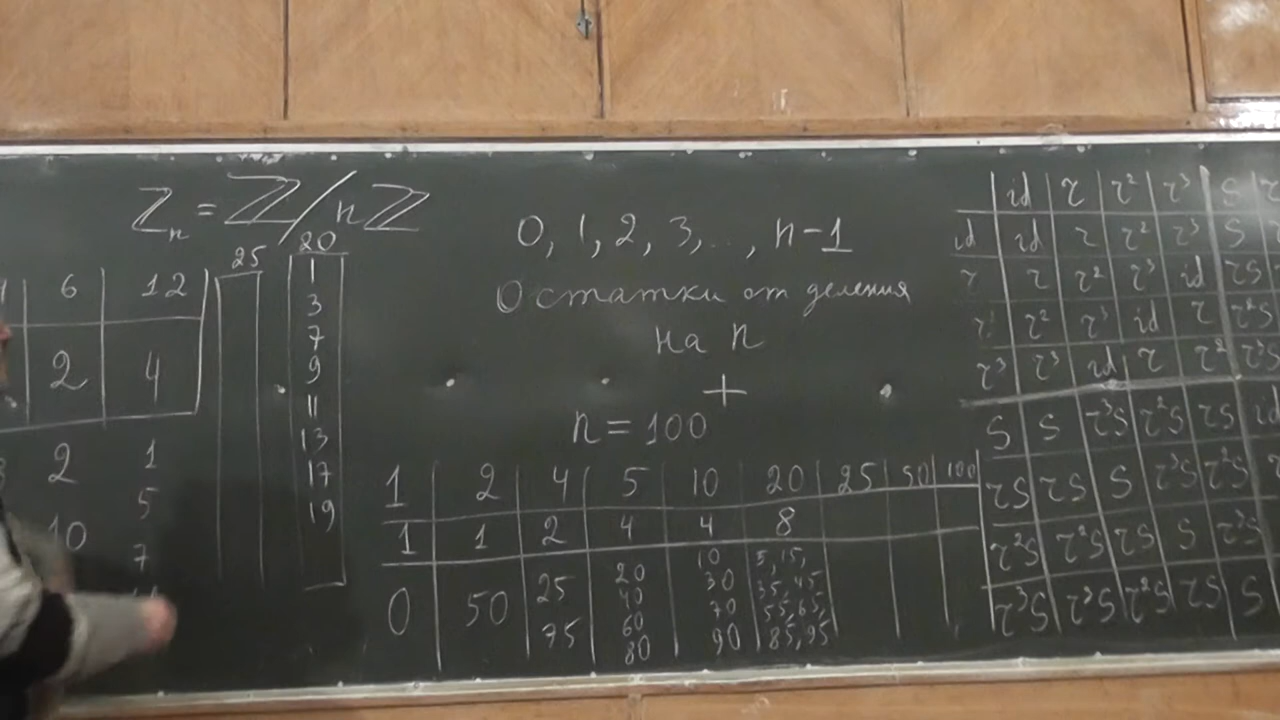 Z_n = ℤ/nℤ
0, 1, 2, 3, ..., n-1
Остатки от деления
на n
+
n = 100
6 12
2 4
2 1
5
10 7
25
20
1
3
7
9
11
13
17
19
1 2 4 5 10 20 25 50 100
1 1 2 4 4 8
0 50 25 20 10 5, 15,
40 30 35, 45
75 60 70 55, 65,
80 90 85, 95
id r r² r³ S
id id r r² r³ S
r r r² r³ id rS
r² r² r³ id r r²S
r³ r³ id r r² r³S
S S r³S r²S rS id
rS rS S r³S r²S
r²S r²S rS S r³S
r³S r³S r²S rS S